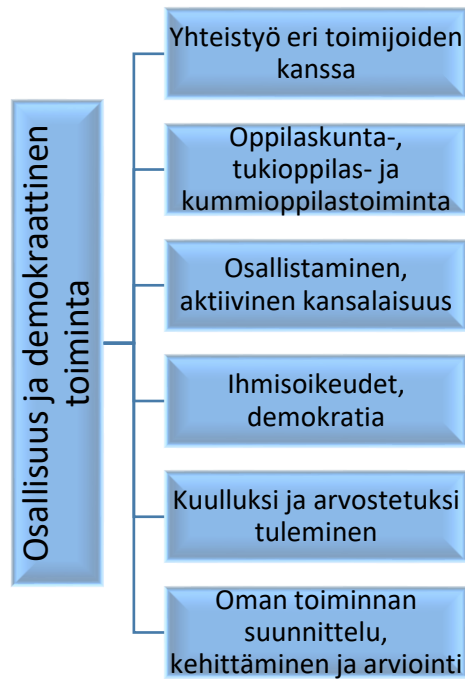 Osallisuus ja demokraattinen
toiminta
Yhteistyö eri toimijoiden
kanssa
Oppilaskunta-,
tukioppilas- ja
kummioppilastoiminta
Osallistaminen,
aktiivinen kansalaisuus
Ihmisoikeudet,
demokratia
Kuulluksi ja arvostetuksi
tuleminen
Oman toiminnan
suunnittelu,
kehittäminen ja arviointi